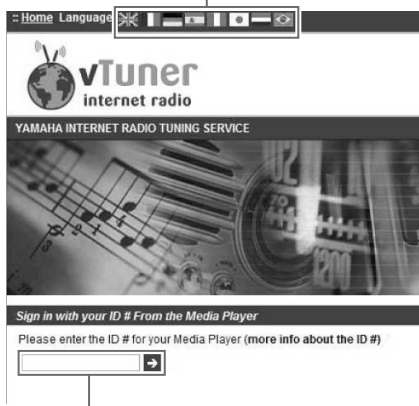 :: Home Language
vTuner
internet radio
YAMAHA INTERNET RADIO TUNING SERVICE
Sign in with your ID # From the Media Player
Please enter the ID # for your Media Player (more info about the ID #)